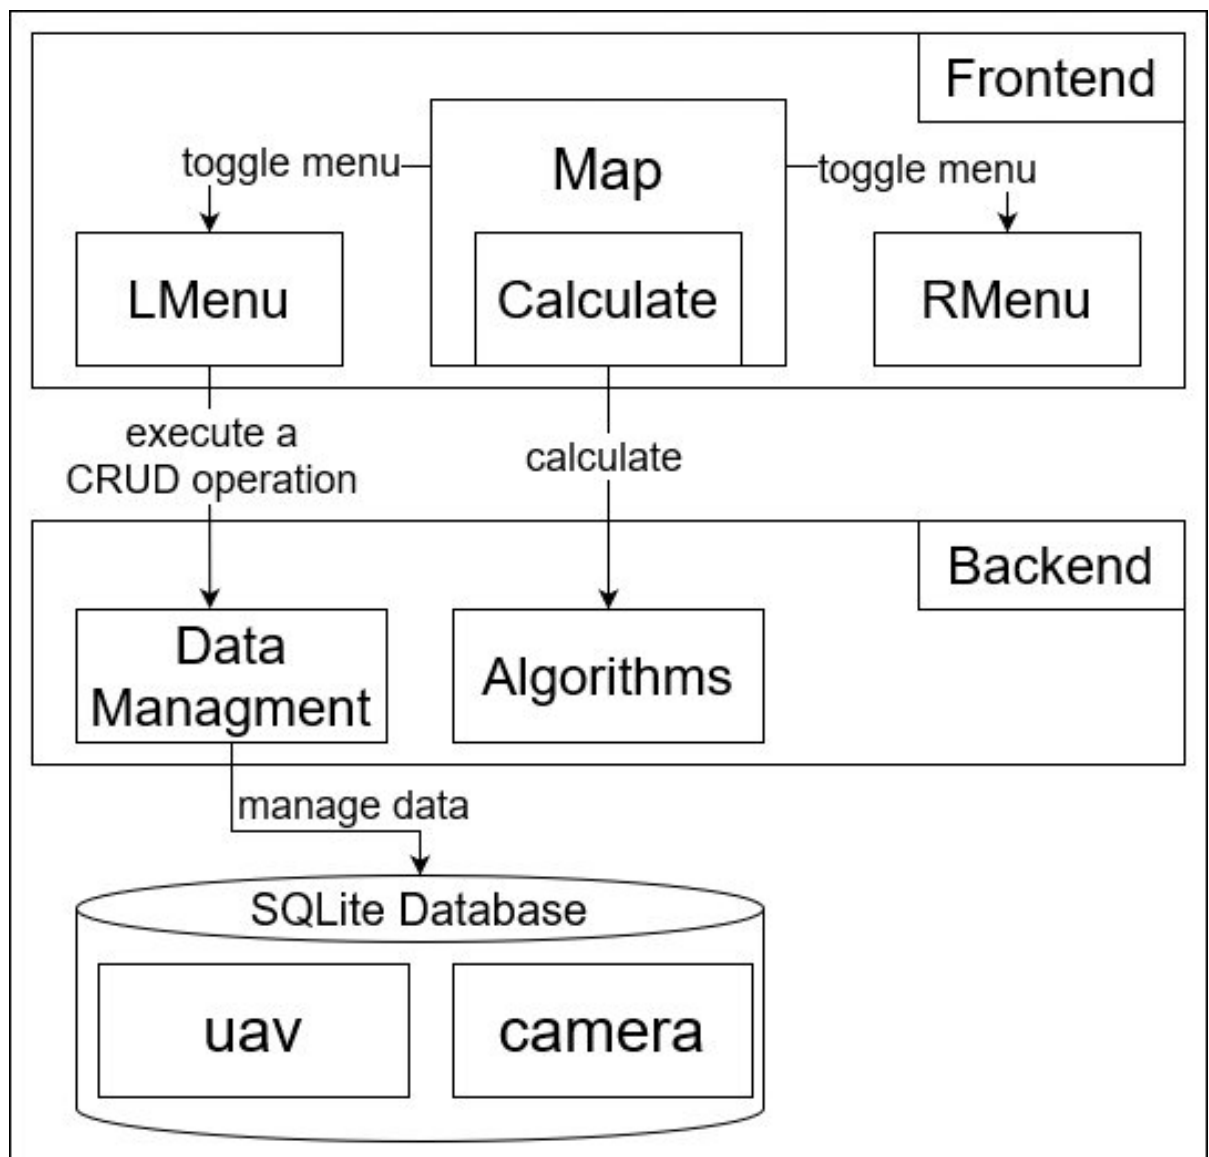 Frontend
Map
toggle menu
toggle menu
LMenu
Calculate
RMenu
execute a
CRUD operation
calculate
Backend
Data
Managment
Algorithms
manage data
SQLite Database
uav
camera